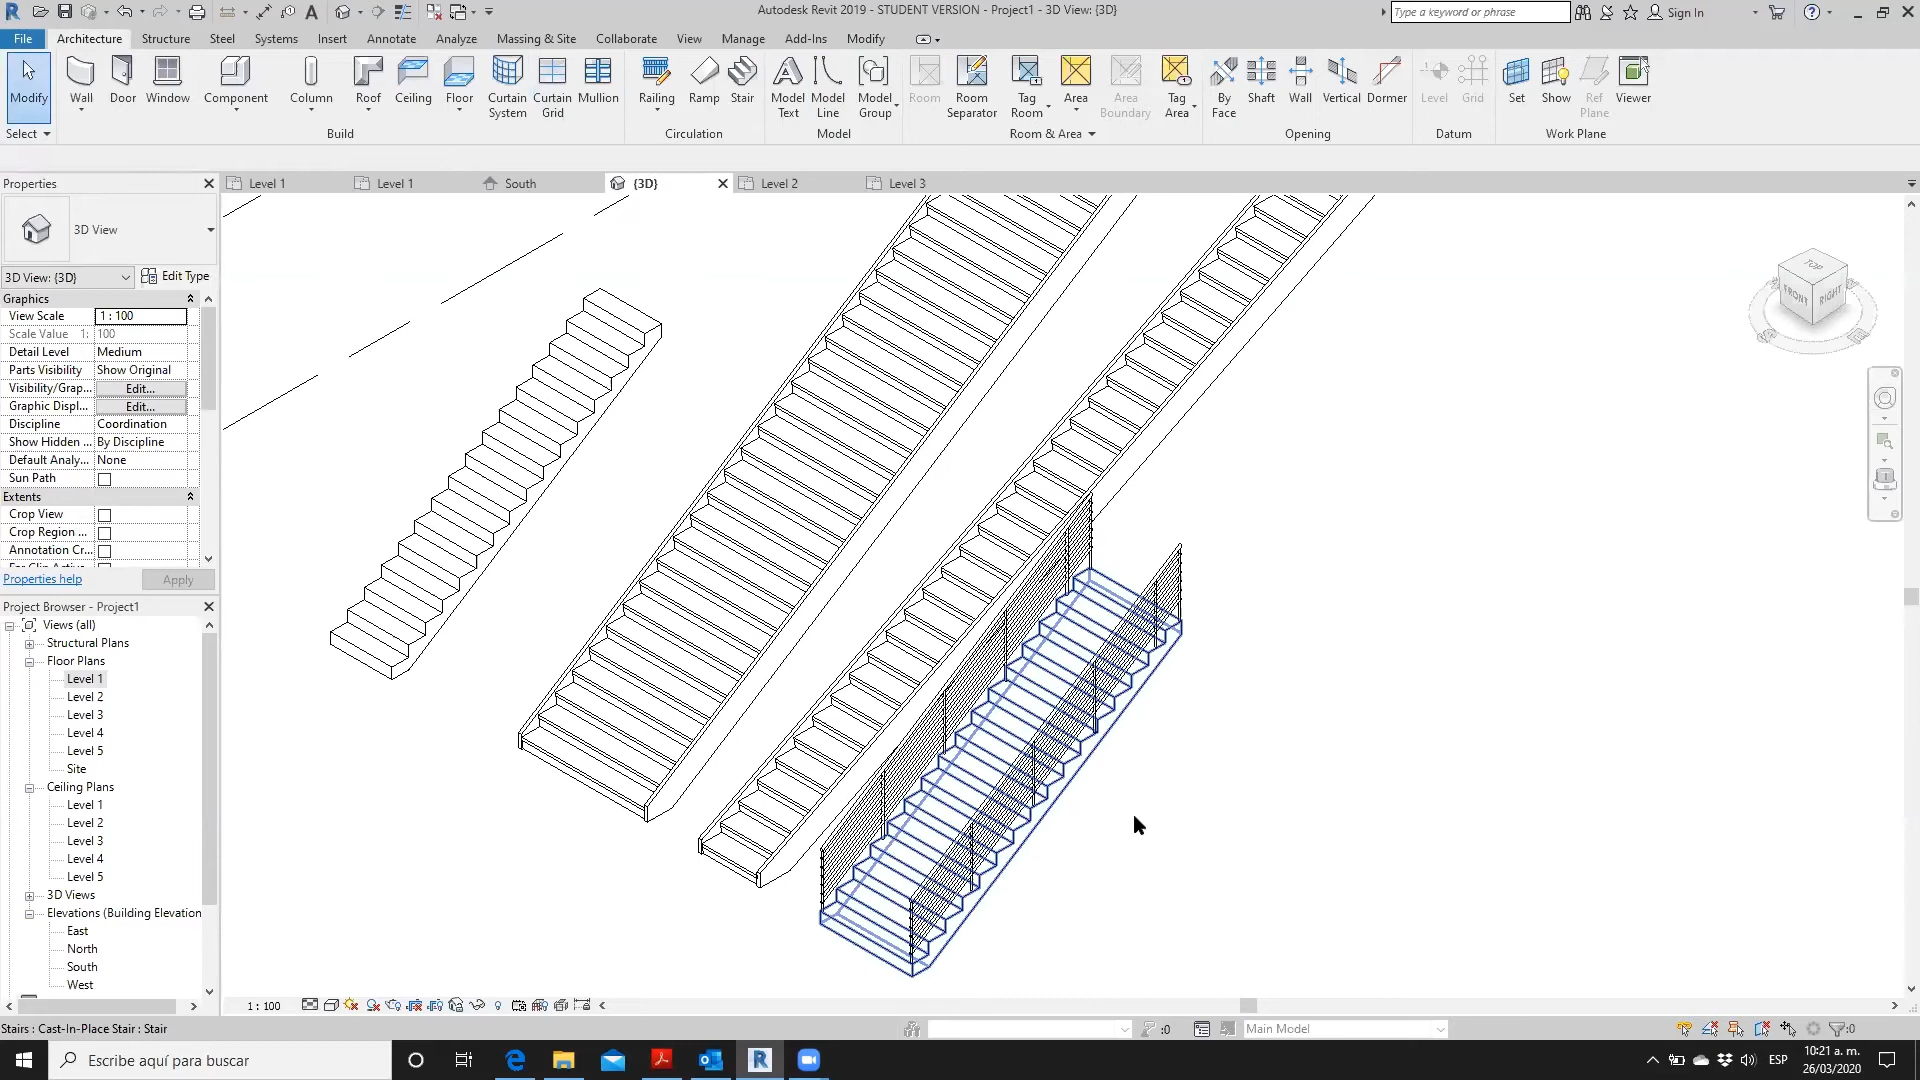 Autodesk Revit 2019 - STUDENT VERSION - Project1 - 3D View: {3D}
Type a keyword or phrase
Sign In
File Architecture Structure Steel Systems Insert Annotate Analyze Massing & Site Collaborate View Manage Add-Ins Modify
Modify Wall Door Window Component Column Roof Ceiling Floor Curtain System Curtain Grid Mullion Railing Ramp Stair Model Text Model Line Model Group Room Room Separator Tag Room Area Area Boundary Tag Area By Face Shaft Wall Vertical Dormer Level Grid Set Show Ref Plane Viewer
Select Build Circulation Model Room & Area Opening Datum Work Plane
Properties
Level 1 Level 1 South {3D} Level 2 Level 3
3D View
3D View: {3D} Edit Type
Graphics
View Scale 1 : 100
Scale Value 1: 100
Detail Level Medium
Parts Visibility Show Original
Visibility/Grap... Edit...
Graphic Displ... Edit...
Discipline Coordination
Show Hidden ... By Discipline
Default Analy... None
Sun Path
Extents
Crop View
Crop Region ...
Annotation Cr...
Properties help Apply
TOP
FRONT RIGHT
Project Browser - Project1
Views (all)
Structural Plans
Floor Plans
Level 1
Level 2
Level 3
Level 4
Level 5
Site
Ceiling Plans
Level 1
Level 2
Level 3
Level 4
Level 5
3D Views
Elevations (Building Elevation
East
North
South
West
1 : 100
Stairs : Cast-In-Place Stair : Stair
:0
Main Model
:0
Escribe aquí para buscar
ESP
10:21 a. m.
26/03/2020